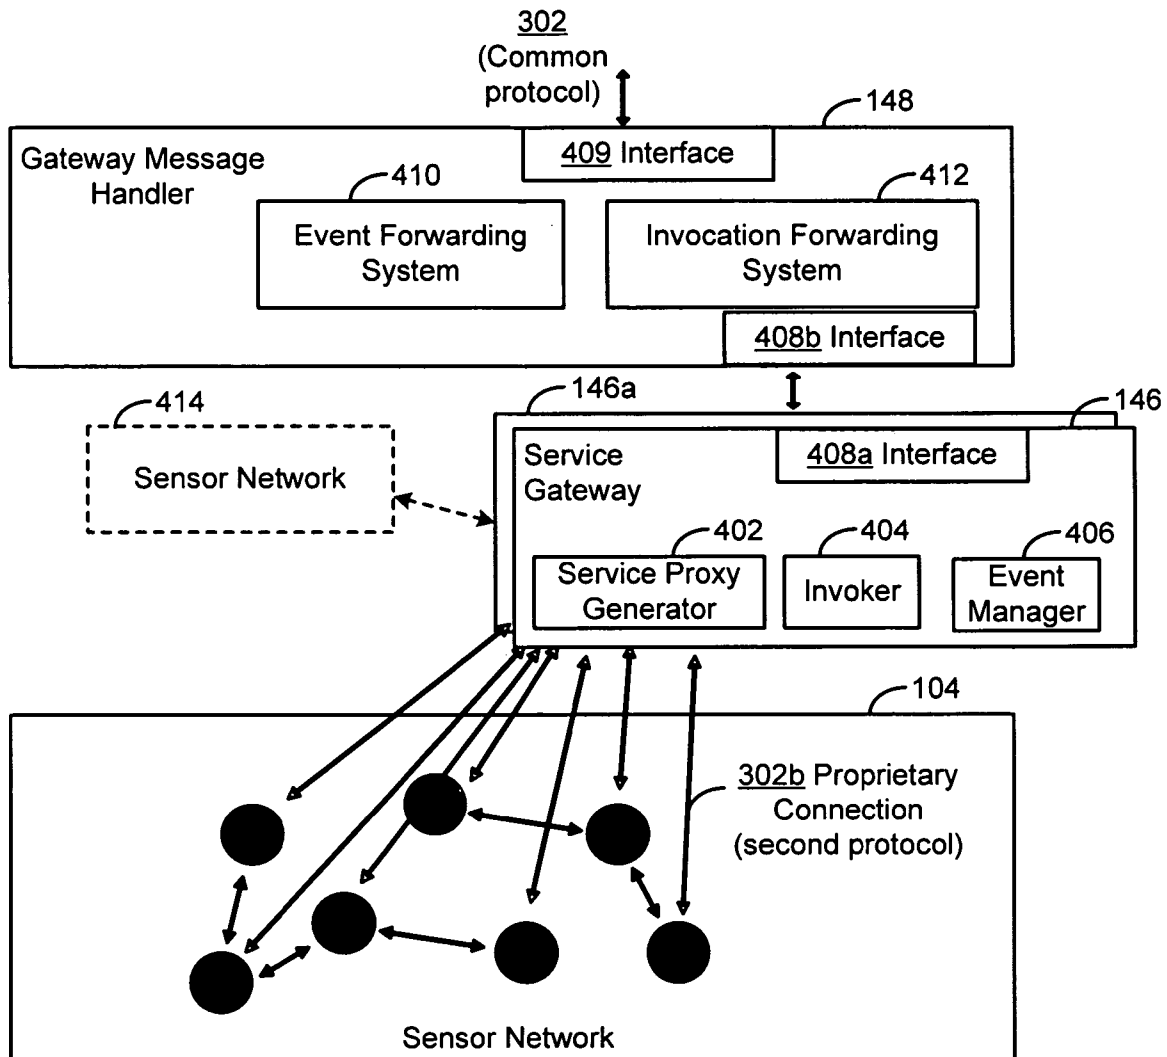 302
(Common
protocol)
148
Gateway Message
Handler
409 Interface
410
412
Event Forwarding
System
Invocation Forwarding
System
408b Interface
146a
146
414
Sensor Network
Service
Gateway
408a Interface
402
404
406
Service Proxy
Generator
Invoker
Event
Manager
104
302b Proprietary
Connection
(second protocol)
Sensor Network